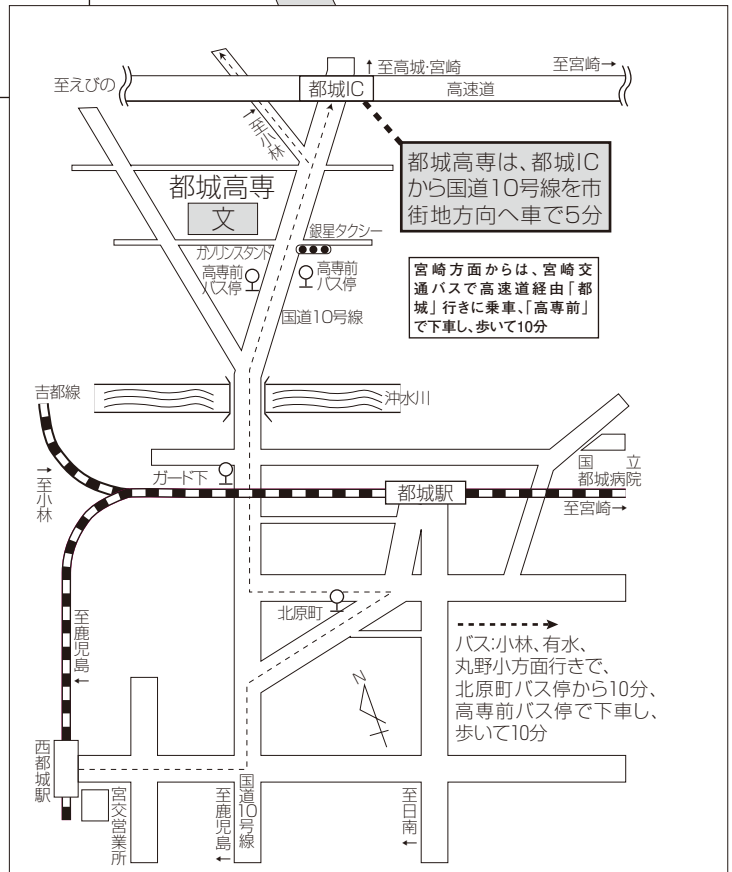 至えびの
都城IC
↑至高城・宮崎
至宮崎→
高速道
→至小林
都城高専は、都城IC
から国道10号線を市
街地方向へ車で5分
都城高専
文
銀星タクシー
ガソリンスタンド
高専前
バス停
高専前
バス停
国道10号線
宮崎方面からは、宮崎交
通バスで高速道経由「都
城」行きに乗車、「高専前」
で下車し、歩いて10分
吉都線
沖水川
→至小林
ガード下
都城駅
国立
都城病院
至宮崎→
北原町
至鹿児島→
バス:小林、有水、
丸野小方面行きで、
北原町バス停から10分、
高専前バス停で下車し、
歩いて10分
N
西都城駅
宮交営業所
国道10号線
至鹿児島←
至日南←